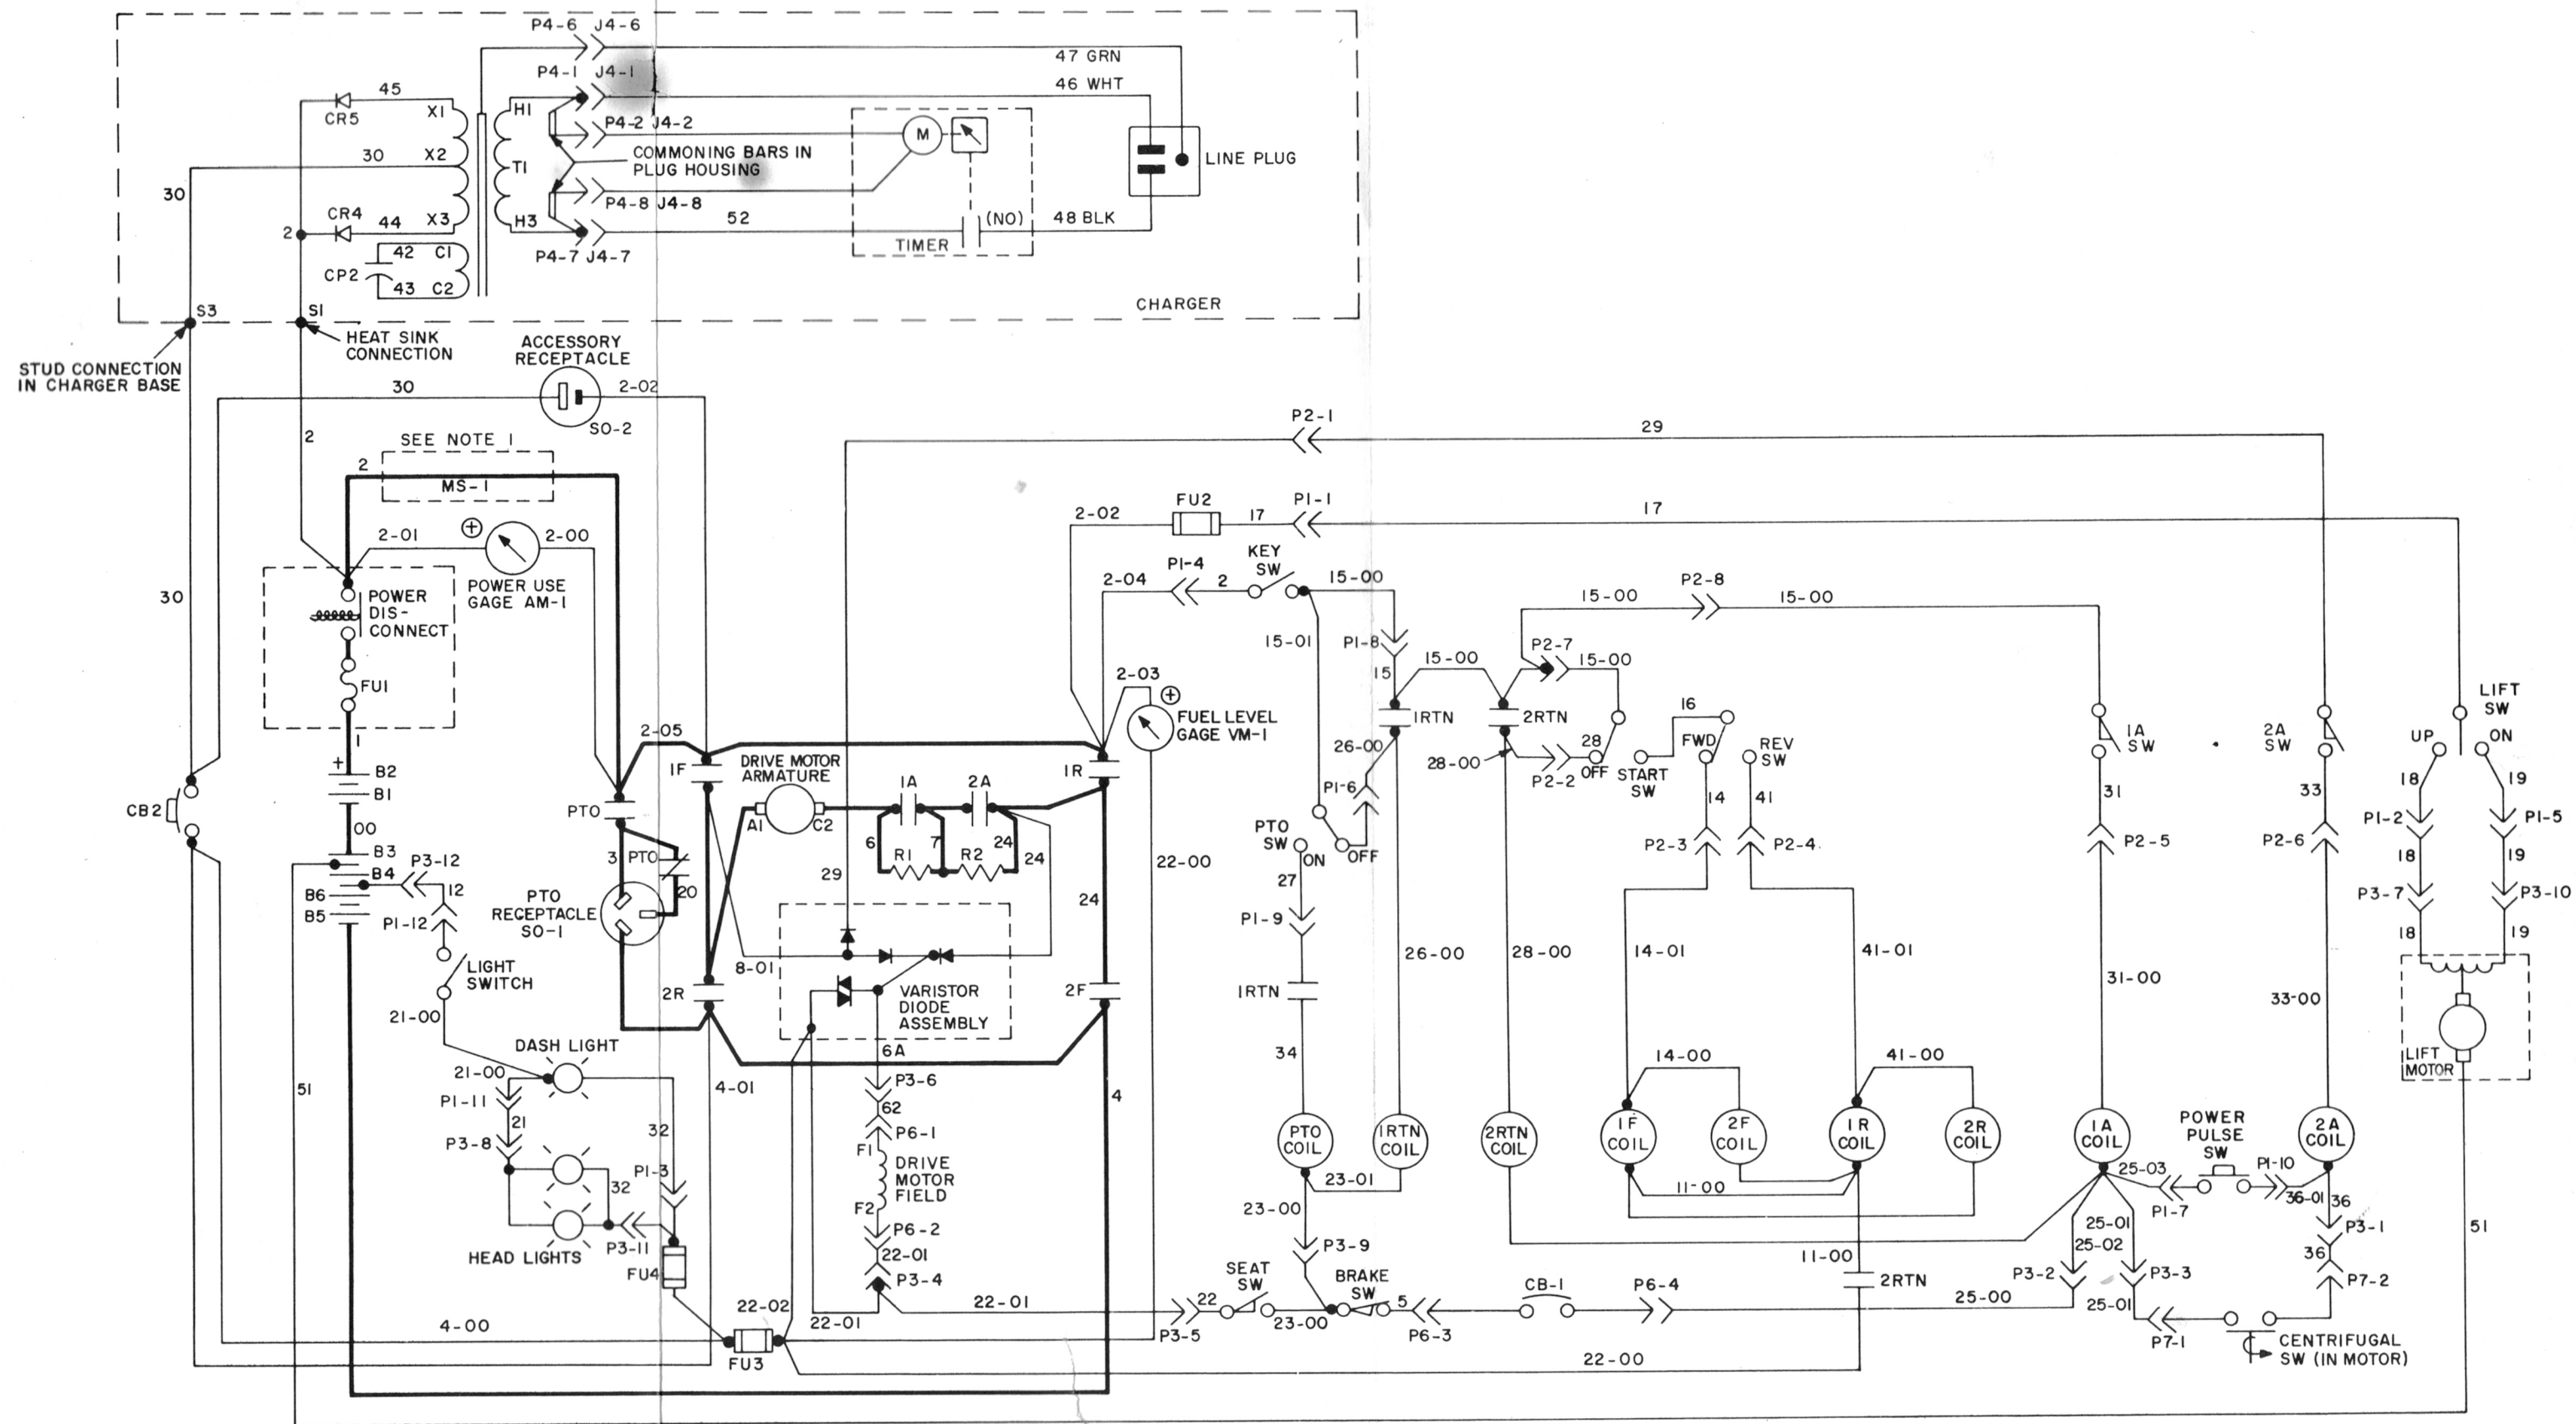 P4-6 J4-6
47 GRN
P4-1 J4-1
46 WHT
45
CR5
X1
H1
P4-2 J4-2
M
COMMONING BARS IN
PLUG HOUSING
LINE PLUG
30
X2
T1
30
P4-8 J4-8
CR4
44
X3
H3
52
(NO)
48 BLK
2
TIMER
P4-7 J4-7
42
C1
CP2
43
C2
CHARGER
S3
S1
HEAT SINK
CONNECTION
STUD CONNECTION
IN CHARGER BASE
ACCESSORY
RECEPTACLE
30
2-02
SO-2
P2-1
29
2
SEE NOTE 1
2
MS-1
FU2
P1-1
2-02
17
17
2-01
+
2-00
POWER USE
GAGE AM-1
KEY
SW
P1-4
2-04
2
15-00
P2-8
15-00
15-00
30
POWER
DIS-
CONNECT
FU1
15-01
P1-8
15
15-00
P2-7
15-00
2-03
+
FUEL LEVEL
GAGE VM-1
1RTN
2RTN
16
FWD
REV
SW
1A
SW
2A
SW
LIFT
SW
UP
ON
2-05
1F
DRIVE MOTOR
ARMATURE
1A
2A
1R
26-00
28-00
28
P2-2
OFF
START
SW
1
+
B2
B1
CB2
PTO
A1
C2
P1-6
14
41
31
33
18
19
00
6
7
24
24
R1
R2
PTO
SW
ON
OFF
P2-3
P2-4
P2-5
P2-6
P1-2
P1-5
B3
P3-12
B4
12
B6
B5
P1-12
3
PTO
20
29
22-00
27
18
19
PTO
RECEPTACLE
SO-1
24
P1-9
P3-7
P3-10
18
19
LIGHT
SWITCH
8-01
26-00
28-00
14-01
41-01
31-00
33-00
2R
2F
VARISTOR
DIODE
ASSEMBLY
1RTN
21-00
34
DASH LIGHT
6A
14-00
41-00
LIFT
MOTOR
51
21-00
4-01
P3-6
4
P1-11
62
21
32
P6-1
PTO
COIL
1RTN
COIL
2RTN
COIL
1F
COIL
2F
COIL
1R
COIL
2R
COIL
1A
COIL
POWER
PULSE
SW
2A
COIL
P3-8
F1
DRIVE
MOTOR
FIELD
P1-3
32
F2
23-01
11-00
25-03
P1-10
36-01
36
P1-7
23-00
P6-2
P3-11
HEAD LIGHTS
FU4
22-01
P3-4
P3-9
25-01
25-02
P3-1
36
51
11-00
2RTN
SEAT
SW
BRAKE
SW
CB-1
P6-4
P3-2
P3-3
P7-2
22-02
22-01
22-01
22
23-00
5
25-00
25-01
P3-5
P6-3
4-00
FU3
22-00
P7-1
CENTRIFUGAL
SW (IN MOTOR)
4